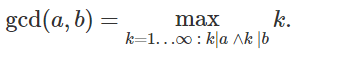 gcd(a, b) = max k.
k=1…∞ : k|a ∧k |b